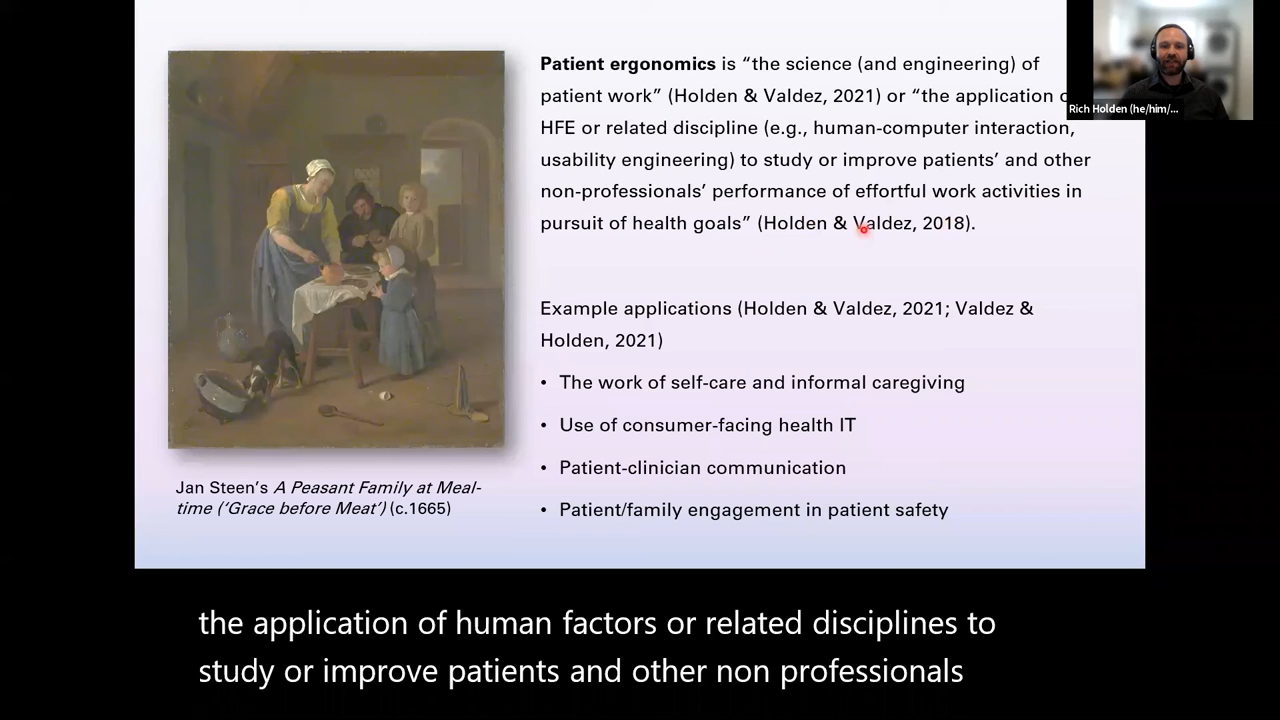 Patient ergonomics is “the science (and engineering) of
patient work” (Holden & Valdez, 2021) or “the application
HFE or related discipline (e.g., human-computer interaction,
usability engineering) to study or improve patients’ and other
non-professionals’ performance of effortful work activities in
pursuit of health goals” (Holden & Valdez, 2018).
Example applications (Holden & Valdez, 2021; Valdez &
Holden, 2021)
• The work of self-care and informal caregiving
• Use of consumer-facing health IT
• Patient-clinician communication
• Patient/family engagement in patient safety
Jan Steen’s A Peasant Family at Meal-
time (‘Grace before Meat’) (c.1665)
Rich Holden (he/him/...
the application of human factors or related disciplines to
study or improve patients and other non professionals